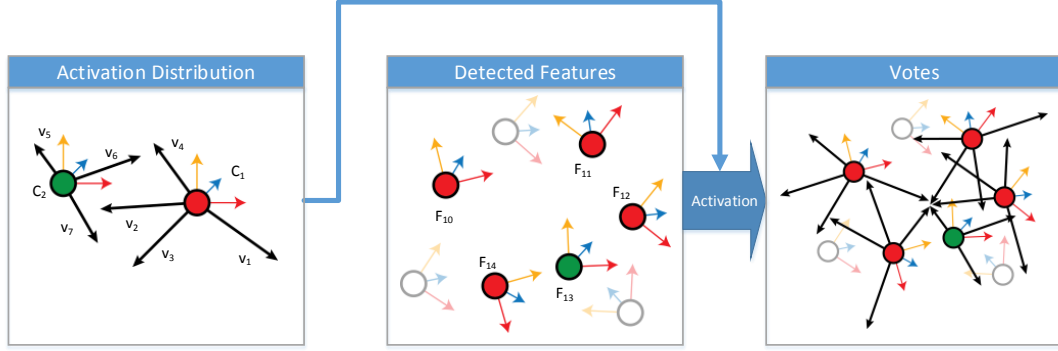 Activation Distribution
v5
v6
v4
C2
C1
v7
v2
v3
v1
Detected Features
F11
F10
F12
F14
F13
Activation
Votes